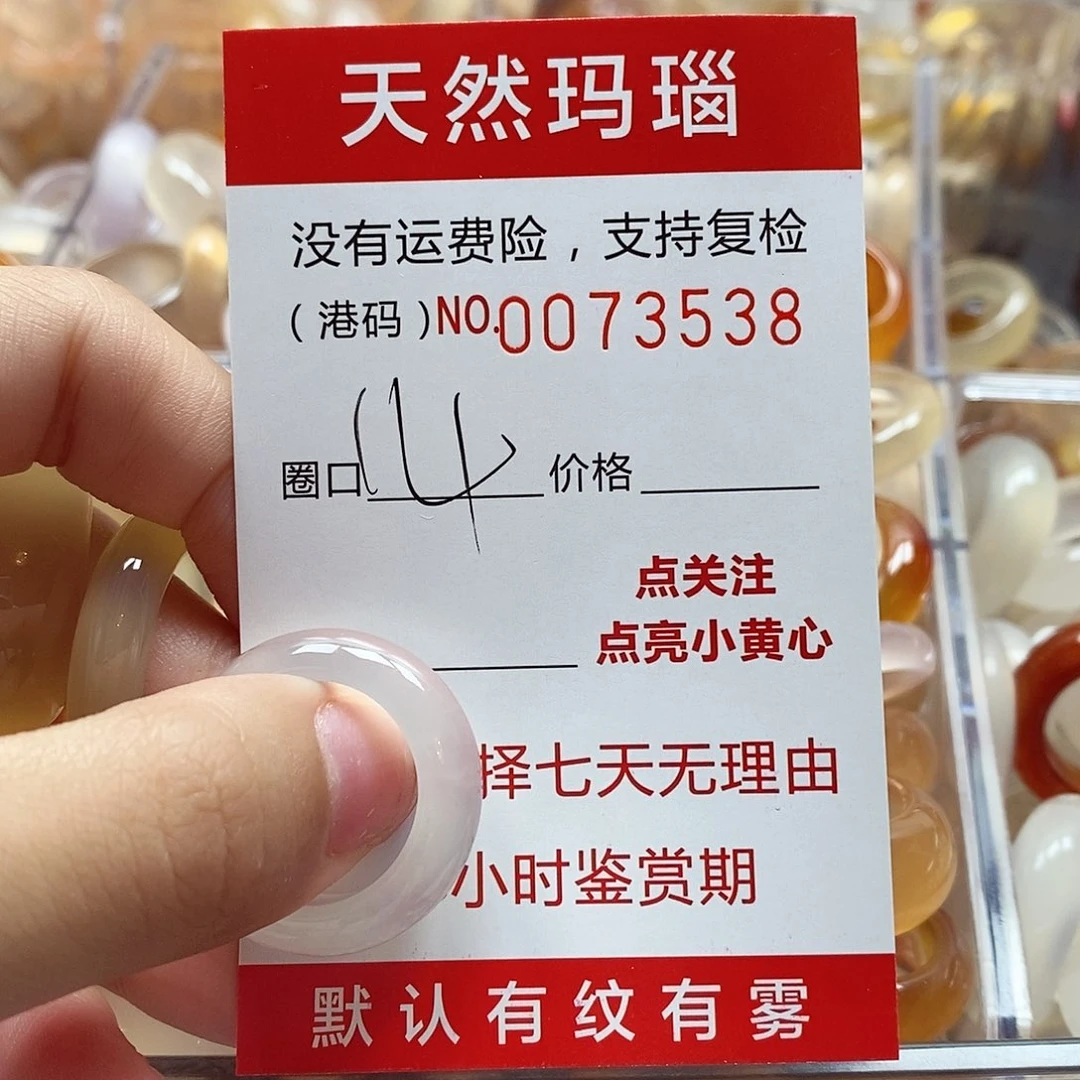 天然玛瑙
没有运费险，支持复检
（港码）NO.0073538
圈口14 价格
点关注
点亮小黄心
择七天无理由
小时鉴赏期
默认有纹有雾